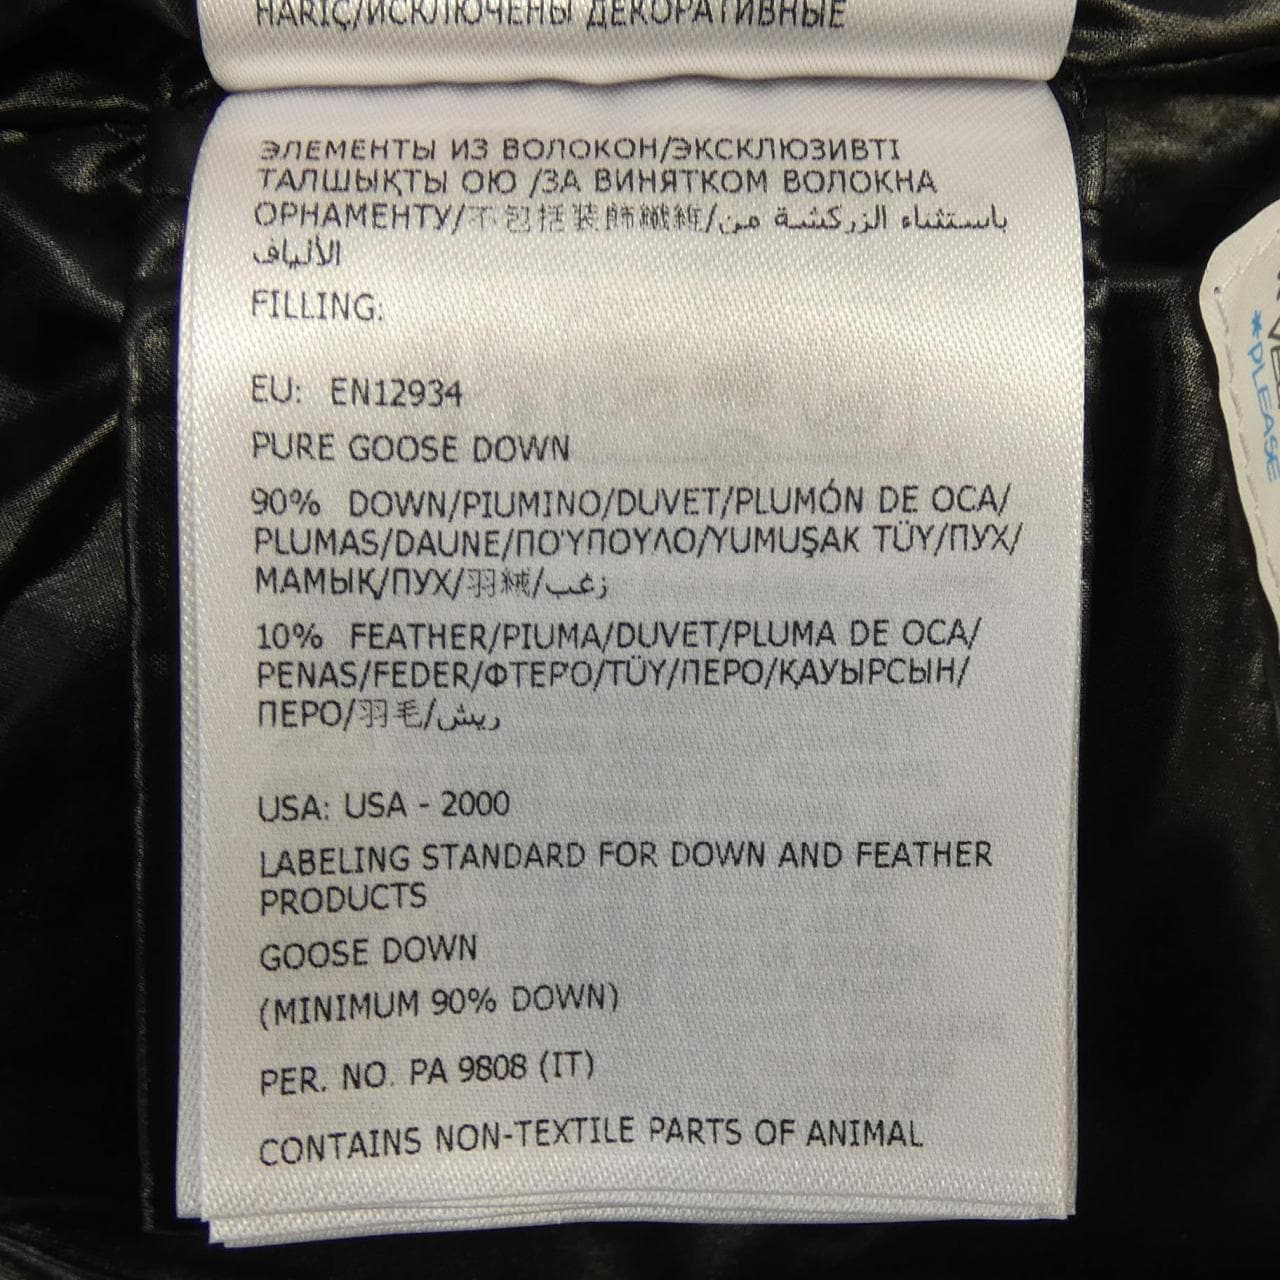 HARİÇ/ИСКЛЮЧЕНЫ ДЕКОРАТИВНЫЕ
ЭЛЕМЕНТЫ ИЗ ВОЛОКОН/ЭКСКЛЮЗИВТІ
ТАЛШЫҚТЫ ОЮ /ЗА ВИНЯТКОМ ВОЛОКНА
ОРНАМЕНТУ/不包括装飾纖維/باستثناء الزركشة من
الألياف
FILLING:
EU: EN12934
PURE GOOSE DOWN
90% DOWN/PIUMINO/DUVET/PLUMÓN DE OCA/
PLUMAS/DAUNE/ΠΟΎΠΟΥΛΟ/YUMUŞAK TÜY/ПУХ/
МАМЫҚ/ПУХ/羽絨/زغب
10% FEATHER/PIUMA/DUVET/PLUMA DE OCA/
PENAS/FEDER/ΦΤΕΡΌ/TÜY/ПЕРО/ҚАУЫРСЫН/
ПЕРО/羽毛/ريش
USA: USA - 2000
LABELING STANDARD FOR DOWN AND FEATHER
PRODUCTS
GOOSE DOWN
(MINIMUM 90% DOWN)
PER. NO. PA 9808 (IT)
CONTAINS NON-TEXTILE PARTS OF ANIMAL
*PLEASE